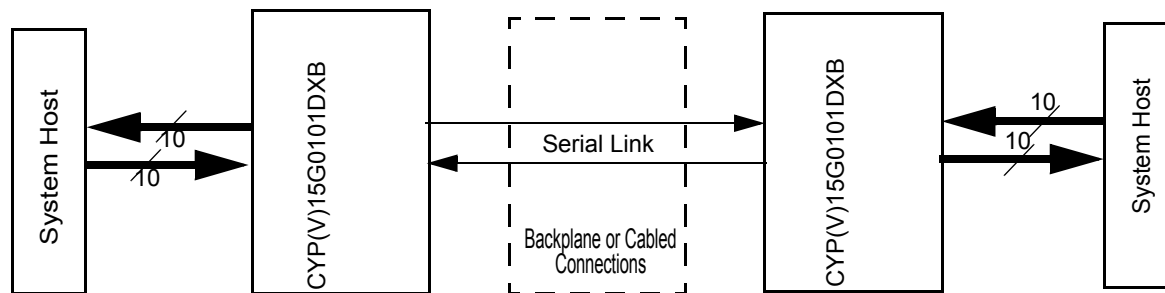 System Host
10
10
CYP(V)15G0101DXB
Serial Link
Backplane or Cabled
Connections
CYP(V)15G0101DXB
10
10
System Host